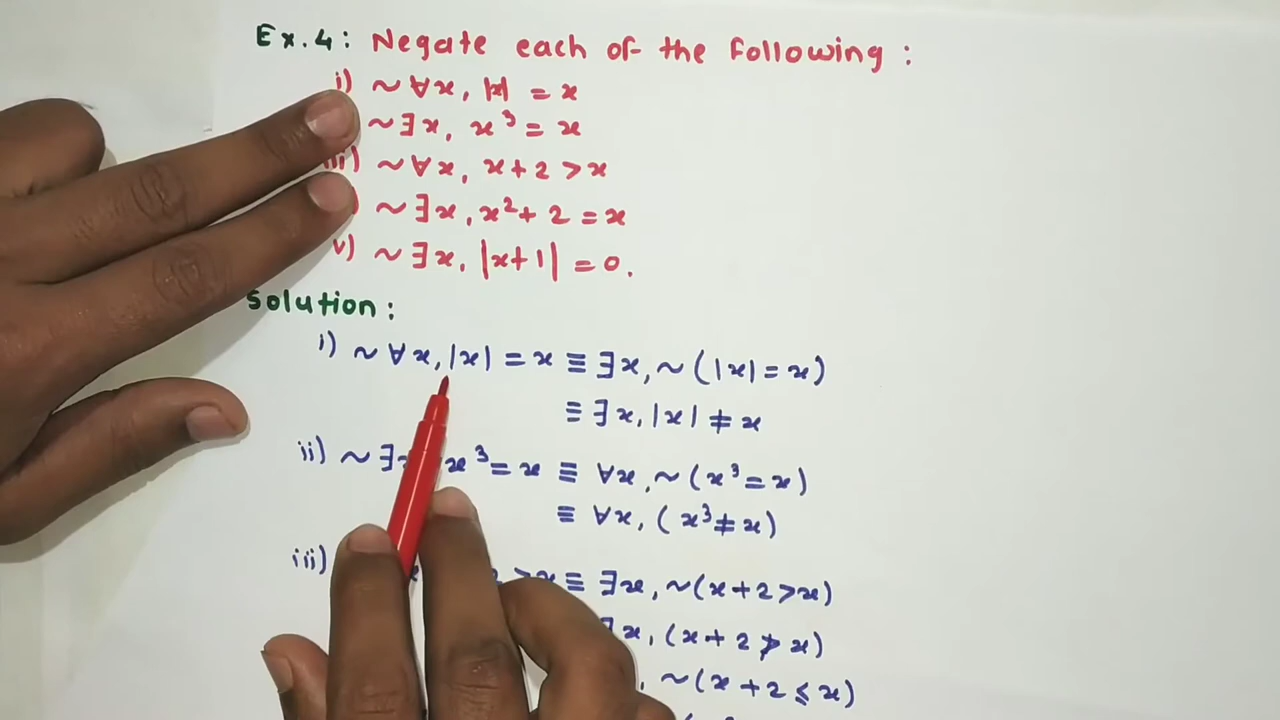 Ex.4: Negate each of the following:
i) ~∀x, |x| = x
~∃x, x³ = x
iii) ~∀x, x+2 > x
~∃x, x²+ 2 = x
v) ~∃x, |x+1| = 0.
Solution:
i) ~∀x, |x| = x ≡ ∃x, ~(|x| = x)
≡ ∃x, |x| ≠ x
ii) ~∃x x³ = x ≡ ∀x, ~(x³ = x)
≡ ∀x, (x³ ≠ x)
iii) > x ≡ ∃x, ~(x+2 > x)
∃x, (x+2 ≯ x)
, ~(x+2 ≤ x)